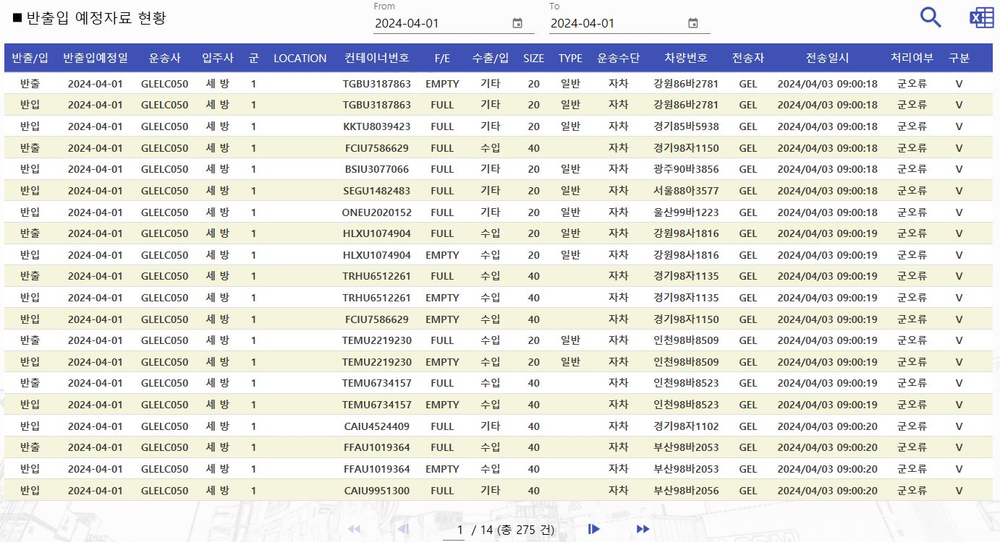 ■ 반출입 예정자료 현황
From
2024-04-01
To
2024-04-01
반출/입 반출입예정일 운송사 입주사 군 LOCATION 컨테이너번호 F/E 수출/입 SIZE TYPE 운송수단 차량번호 전송자 전송일시 처리여부 구분
반출 2024-04-01 GLELC050 세 방 1 TGBU3187863 EMPTY 기타 20 일반 자차 강원86바2781 GEL 2024/04/03 09:00:18 군오류 V
반입 2024-04-01 GLELC050 세 방 1 TGBU3187863 FULL 기타 20 일반 자차 강원86바2781 GEL 2024/04/03 09:00:18 군오류 V
반입 2024-04-01 GLELC050 세 방 1 KKTU8039423 FULL 기타 20 일반 자차 경기85바5938 GEL 2024/04/03 09:00:18 군오류 V
반출 2024-04-01 GLELC050 세 방 1 FCIU7586629 FULL 수입 40 자차 경기98자1150 GEL 2024/04/03 09:00:18 군오류 V
반입 2024-04-01 GLELC050 세 방 1 BSIU3077066 FULL 기타 20 일반 자차 광주90바3856 GEL 2024/04/03 09:00:18 군오류 V
반입 2024-04-01 GLELC050 세 방 1 SEGU1482483 FULL 기타 20 일반 자차 서울88아3577 GEL 2024/04/03 09:00:18 군오류 V
반입 2024-04-01 GLELC050 세 방 1 ONEU2020152 FULL 기타 20 일반 자차 울산99바1223 GEL 2024/04/03 09:00:18 군오류 V
반출 2024-04-01 GLELC050 세 방 1 HLXU1074904 FULL 수입 20 일반 자차 강원98사1816 GEL 2024/04/03 09:00:19 군오류 V
반입 2024-04-01 GLELC050 세 방 1 HLXU1074904 EMPTY 수입 20 일반 자차 강원98사1816 GEL 2024/04/03 09:00:19 군오류 V
반출 2024-04-01 GLELC050 세 방 1 TRHU6512261 FULL 수입 40 자차 경기98자1135 GEL 2024/04/03 09:00:19 군오류 V
반입 2024-04-01 GLELC050 세 방 1 TRHU6512261 EMPTY 수입 40 자차 경기98자1135 GEL 2024/04/03 09:00:19 군오류 V
반입 2024-04-01 GLELC050 세 방 1 FCIU7586629 EMPTY 수입 40 자차 경기98자1150 GEL 2024/04/03 09:00:19 군오류 V
반출 2024-04-01 GLELC050 세 방 1 TEMU2219230 FULL 수입 20 일반 자차 인천98바8509 GEL 2024/04/03 09:00:19 군오류 V
반입 2024-04-01 GLELC050 세 방 1 TEMU2219230 EMPTY 수입 20 일반 자차 인천98바8509 GEL 2024/04/03 09:00:19 군오류 V
반출 2024-04-01 GLELC050 세 방 1 TEMU6734157 FULL 수입 40 자차 인천98바8523 GEL 2024/04/03 09:00:19 군오류 V
반입 2024-04-01 GLELC050 세 방 1 TEMU6734157 EMPTY 수입 40 자차 인천98바8523 GEL 2024/04/03 09:00:19 군오류 V
반입 2024-04-01 GLELC050 세 방 1 CAIU4524409 FULL 기타 40 자차 경기98자1102 GEL 2024/04/03 09:00:20 군오류 V
반출 2024-04-01 GLELC050 세 방 1 FFAU1019364 FULL 수입 40 자차 부산98바2053 GEL 2024/04/03 09:00:20 군오류 V
반입 2024-04-01 GLELC050 세 방 1 FFAU1019364 EMPTY 수입 40 자차 부산98바2053 GEL 2024/04/03 09:00:20 군오류 V
반입 2024-04-01 GLELC050 세 방 1 CAIU9951300 FULL 기타 40 자차 부산98바2056 GEL 2024/04/03 09:00:20 군오류 V
1 / 14 (총 275 건)